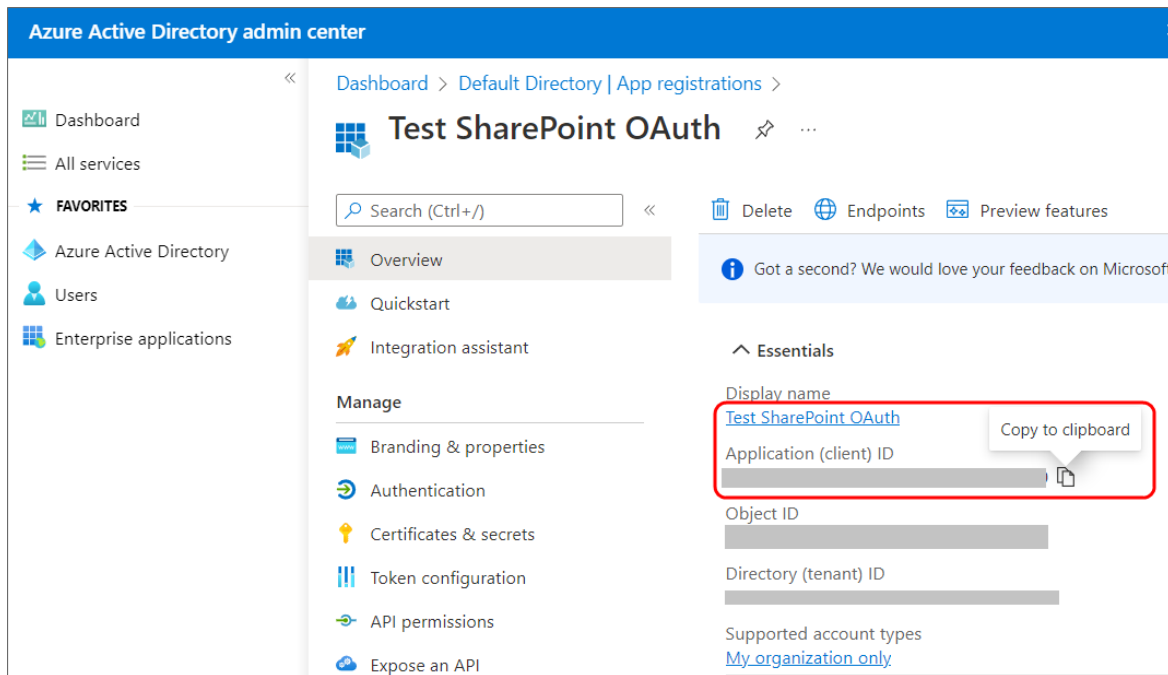 Azure Active Directory admin center
«
Dashboard
All services
FAVORITES
Azure Active Directory
Users
Enterprise applications
Dashboard > Default Directory | App registrations >
Test SharePoint OAuth
...
Search (Ctrl+/)
«
Overview
Quickstart
Integration assistant
Manage
Branding & properties
Authentication
Certificates & secrets
Token configuration
API permissions
Expose an API
Delete Endpoints Preview features
Got a second? We would love your feedback on Microsoft
Essentials
Display name
Test SharePoint OAuth
Copy to clipboard
Application (client) ID
Object ID
Directory (tenant) ID
Supported account types
My organization only